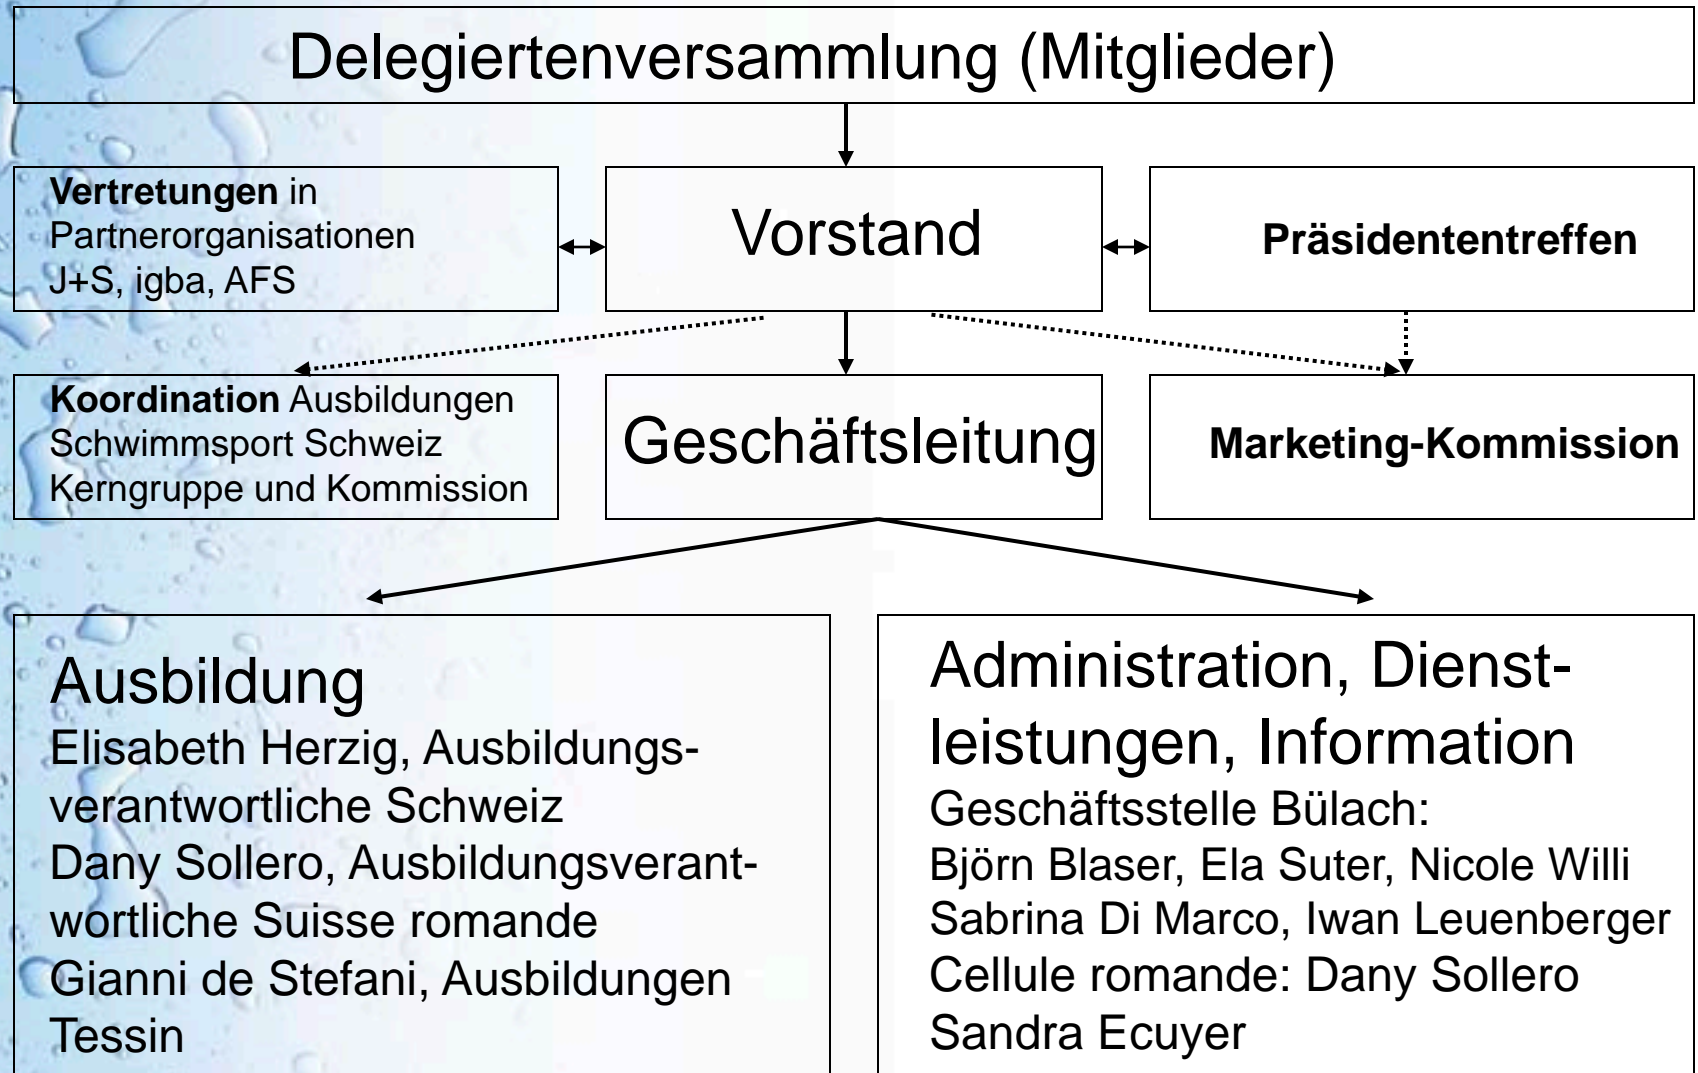 Delegiertenversammlung (Mitglieder)
Vertretungen in
Partnerorganisationen
J+S, igba, AFS
Vorstand
Präsidententreffen
Koordination Ausbildungen
Schwimmsport Schweiz
Kerngruppe und Kommission
Geschäftsleitung
Marketing-Kommission
Ausbildung
Elisabeth Herzig, Ausbildungs-
verantwortliche Schweiz
Dany Sollero, Ausbildungsverant-
wortliche Suisse romande
Gianni de Stefani, Ausbildungen
Tessin
Administration, Dienst-
leistungen, Information
Geschäftsstelle Bülach:
Björn Blaser, Ela Suter, Nicole Willi
Sabrina Di Marco, Iwan Leuenberger
Cellule romande: Dany Sollero
Sandra Ecuyer